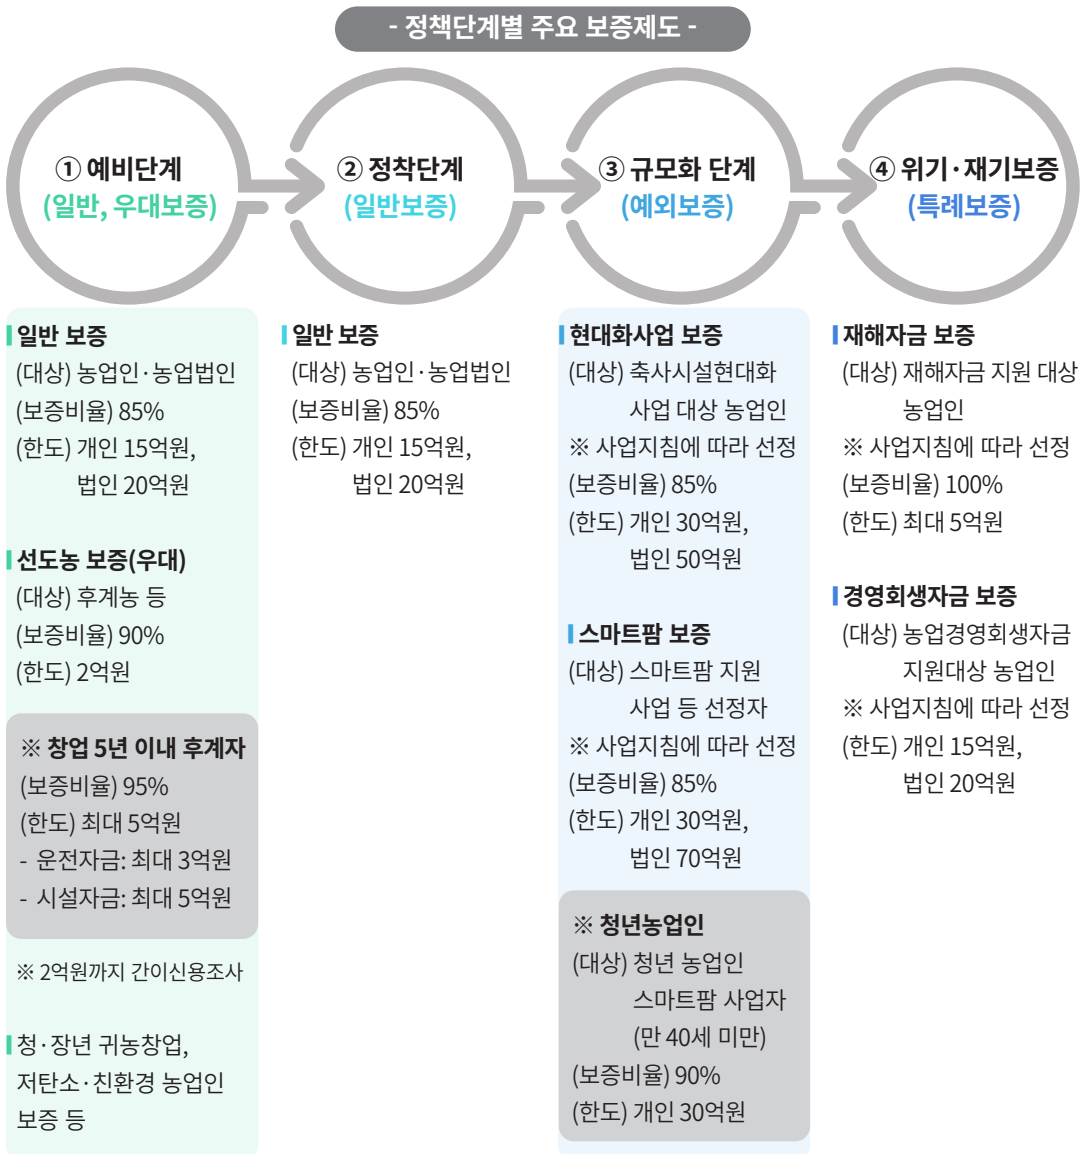 - 정책단계별 주요 보증제도 -
① 예비단계
(일반, 우대보증)
② 정착단계
(일반보증)
③ 규모화 단계
(예외보증)
④ 위기·재기보증
(특례보증)
일반 보증
(대상) 농업인·농업법인
(보증비율) 85%
(한도) 개인 15억원,
법인 20억원
선도농 보증(우대)
(대상) 후계농 등
(보증비율) 90%
(한도) 2억원
※ 창업 5년 이내 후계자
(보증비율) 95%
(한도) 최대 5억원
- 운전자금: 최대 3억원
- 시설자금: 최대 5억원
※ 2억원까지 간이신용조사
청·장년 귀농창업,
저탄소·친환경 농업인
보증 등
일반 보증
(대상) 농업인·농업법인
(보증비율) 85%
(한도) 개인 15억원,
법인 20억원
현대화사업 보증
(대상) 축사시설현대화
사업 대상 농업인
※ 사업지침에 따라 선정
(보증비율) 85%
(한도) 개인 30억원,
법인 50억원
스마트팜 보증
(대상) 스마트팜 지원
사업 등 선정자
※ 사업지침에 따라 선정
(보증비율) 85%
(한도) 개인 30억원,
법인 70억원
※ 청년농업인
(대상) 청년 농업인
스마트팜 사업자
(만 40세 미만)
(보증비율) 90%
(한도) 개인 30억원
재해자금 보증
(대상) 재해자금 지원 대상
농업인
※ 사업지침에 따라 선정
(보증비율) 100%
(한도) 최대 5억원
경영회생자금 보증
(대상) 농업경영회생자금
지원대상 농업인
※ 사업지침에 따라 선정
(한도) 개인 15억원,
법인 20억원